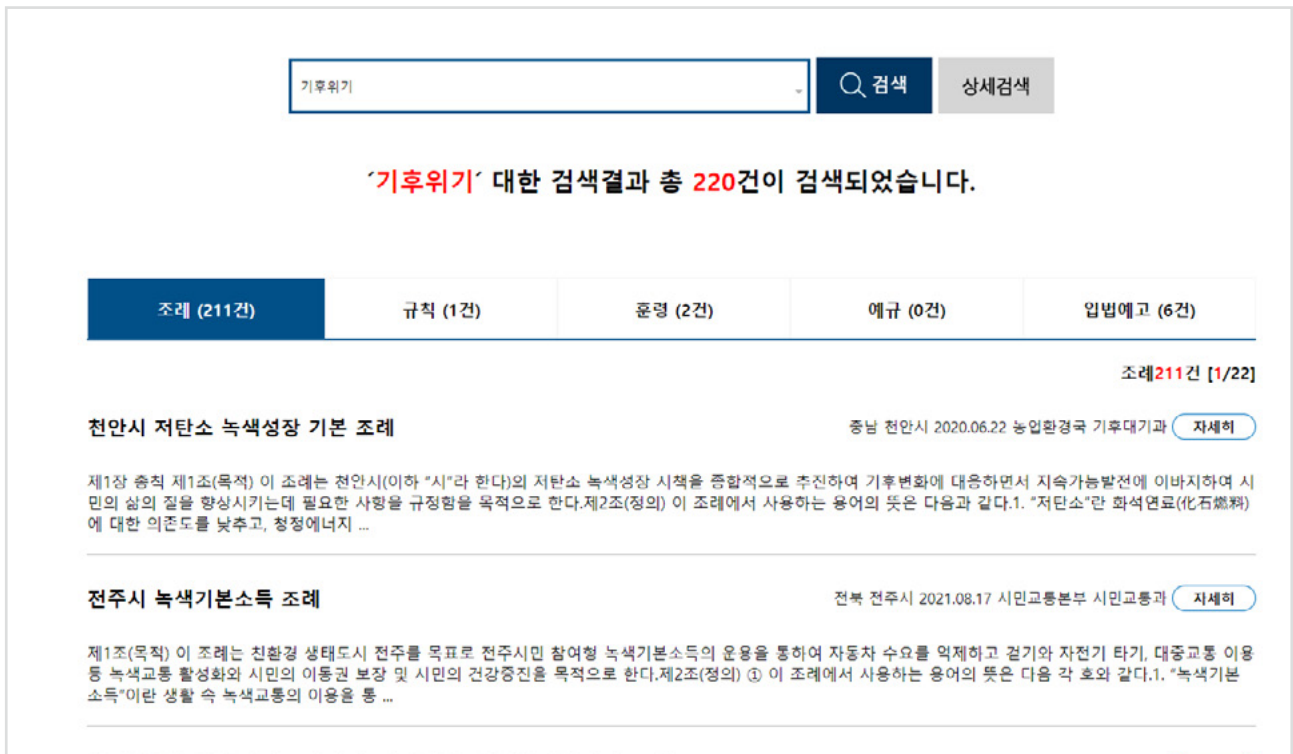 기후위기
검색
상세검색
´기후위기´ 대한 검색결과 총 220건이 검색되었습니다.
조례 (211건)
규칙 (1건)
훈령 (2건)
예규 (0건)
입법예고 (6건)
조례211건 [1/22]
천안시 저탄소 녹색성장 기본 조례
충남 천안시 2020.06.22 농업환경국 기후대기과 자세히
제1장 총칙 제1조(목적) 이 조례는 천안시(이하 “시”라 한다)의 저탄소 녹색성장 시책을 종합적으로 추진하여 기후변화에 대응하면서 지속가능발전에 이바지하여 시
민의 삶의 질을 향상시키는데 필요한 사항을 규정함을 목적으로 한다.제2조(정의) 이 조례에서 사용하는 용어의 뜻은 다음과 같다.1. “저탄소”란 화석연료(化石燃料)
에 대한 의존도를 낮추고, 청정에너지 ...
전주시 녹색기본소득 조례
전북 전주시 2021.08.17 시민교통본부 시민교통과 자세히
제1조(목적) 이 조례는 친환경 생태도시 전주를 목표로 전주시민 참여형 녹색기본소득의 운용을 통하여 자동차 수요를 억제하고 걷기와 자전기 타기, 대중교통 이용
등 녹색교통 활성화와 시민의 이동권 보장 및 시민의 건강증진을 목적으로 한다.제2조(정의) ① 이 조례에서 사용하는 용어의 뜻은 다음 각 호와 같다.1. “녹색기본
소득”이란 생활 속 녹색교통의 이용을 통 ...